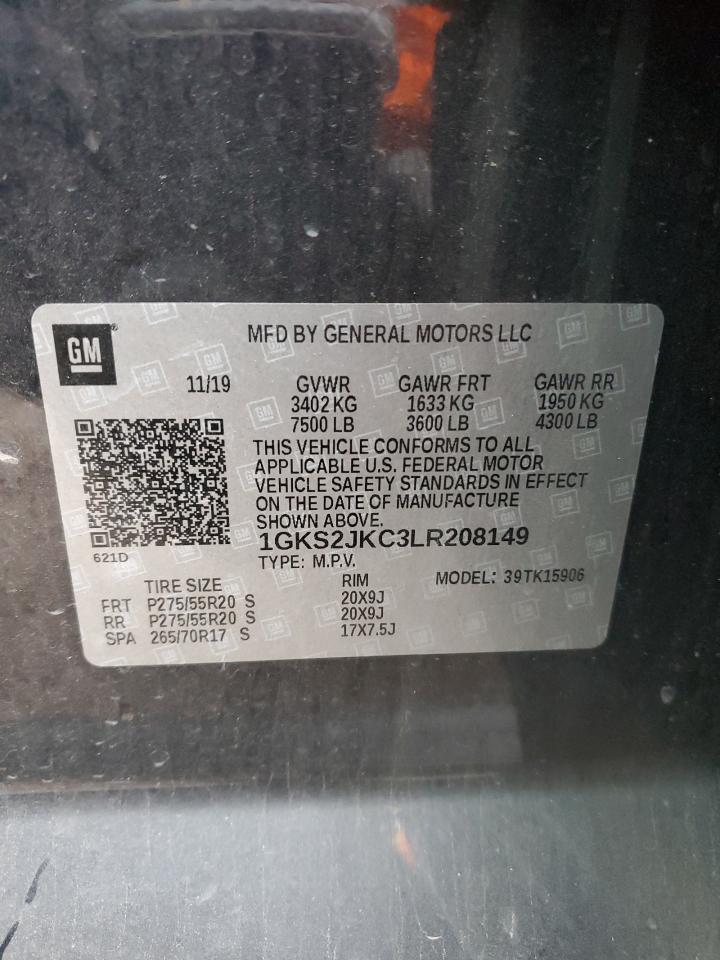 GM
MFD BY GENERAL MOTORS LLC
11/19 GVWR GAWR FRT GAWR RR
3402 KG 1633 KG 1950 KG
7500 LB 3600 LB 4300 LB
THIS VEHICLE CONFORMS TO ALL
APPLICABLE U.S. FEDERAL MOTOR
VEHICLE SAFETY STANDARDS IN EFFECT
ON THE DATE OF MANUFACTURE
SHOWN ABOVE.
1GKS2JKC3LR208149
621D
TYPE: M.P.V.
TIRE SIZE RIM MODEL: 39TK15906
FRT P275/55R20 S 20X9J
RR P275/55R20 S 20X9J
SPA 265/70R17 S 17X7.5J